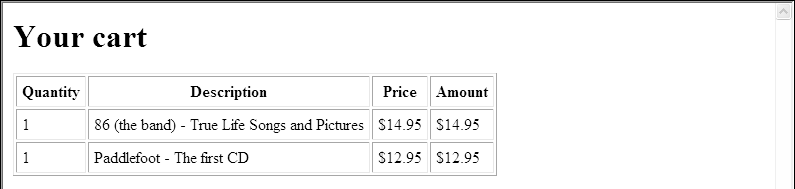 Your cart
Quantity Description Price Amount
1 86 (the band) - True Life Songs and Pictures $14.95 $14.95
1 Paddlefoot - The first CD $12.95 $12.95